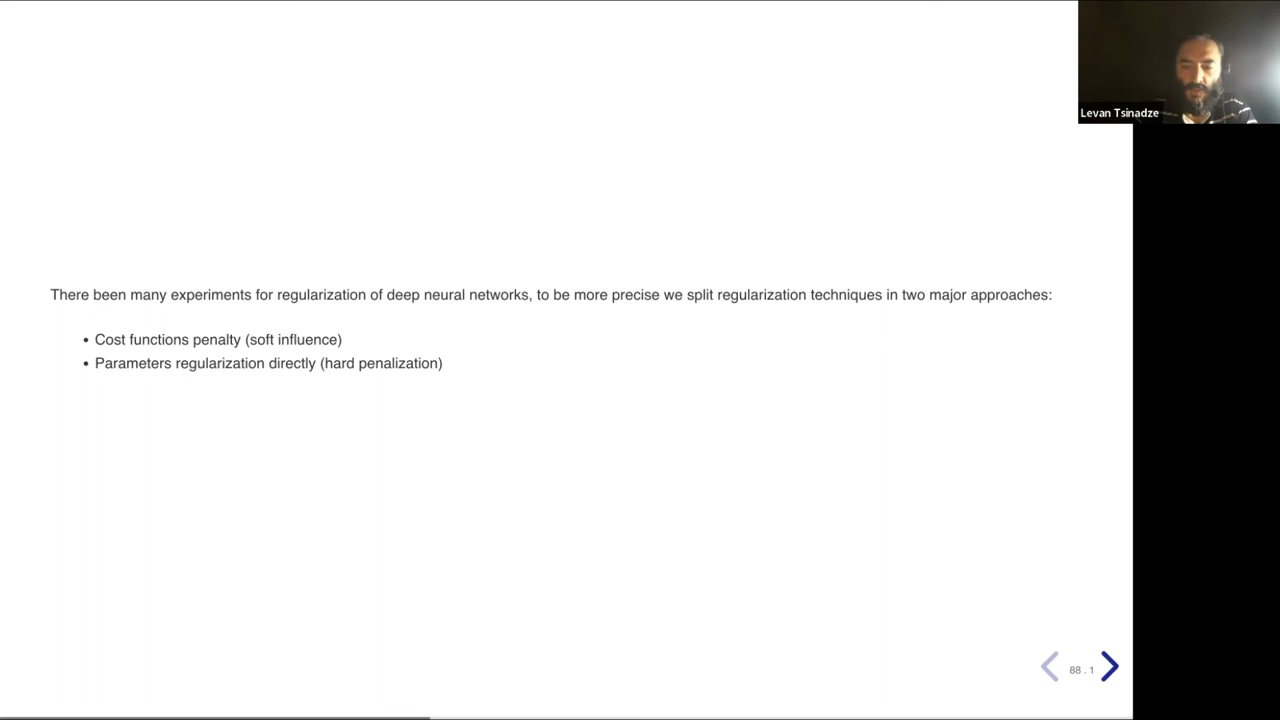 Levan Tsinadze
There been many experiments for regularization of deep neural networks, to be more precise we split regularization techniques in two major approaches:
• Cost functions penalty (soft influence)
• Parameters regularization directly (hard penalization)
88 . 1